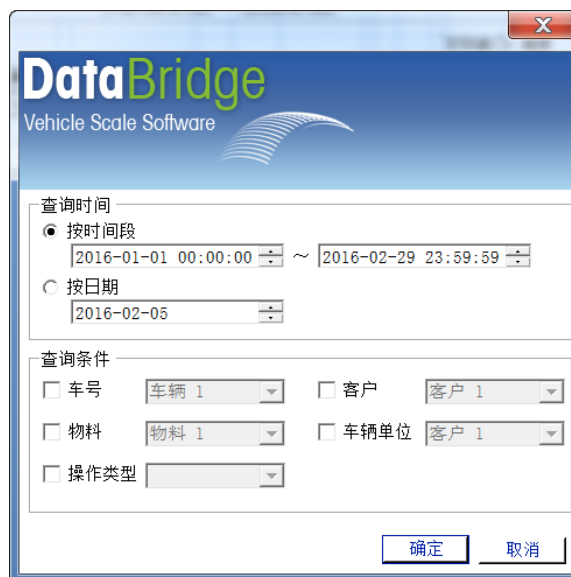 DataBridge
Vehicle Scale Software
查询时间
按时间段
2016-01-01 00:00:00 ～ 2016-02-29 23:59:59
按日期
2016-02-05
查询条件
车号 车辆 1 客户 客户 1
物料 物料 1 车辆单位 客户 1
操作类型
确定 取消